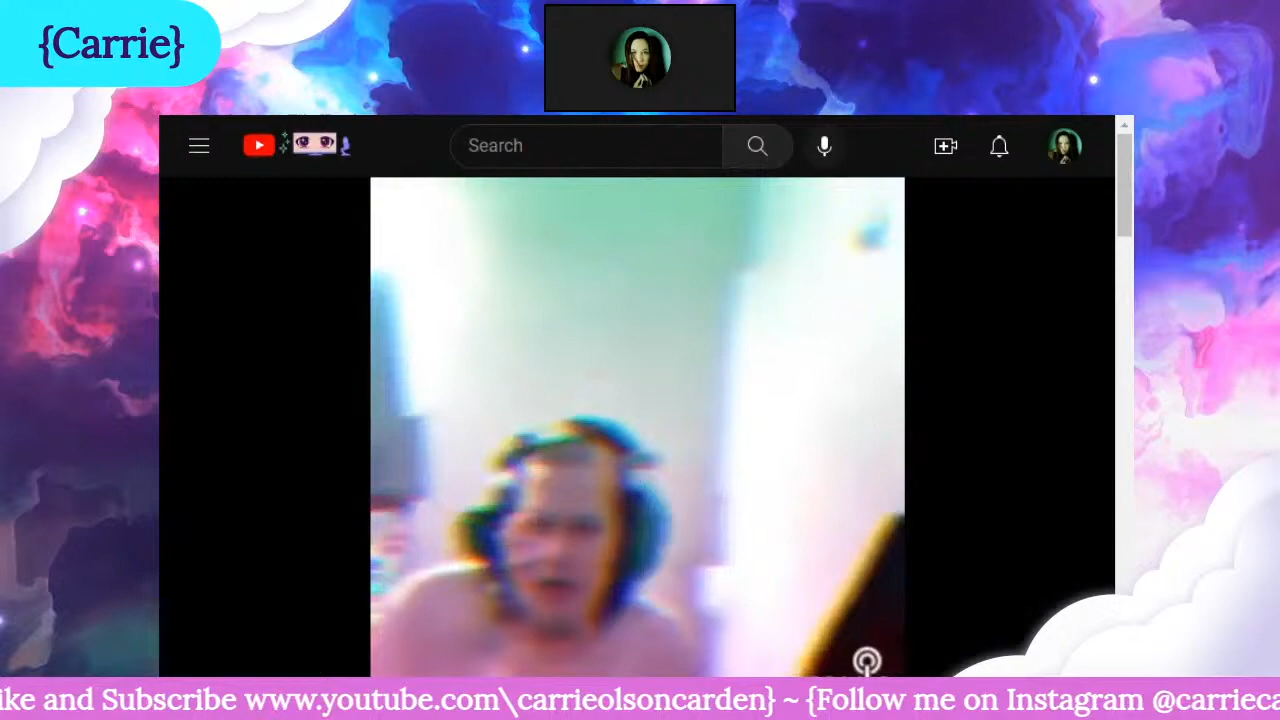 {Carrie}
Search
ike and Subscribe www.youtube.com\carrieolsoncarden} ~ {Follow me on Instagram @carrieca